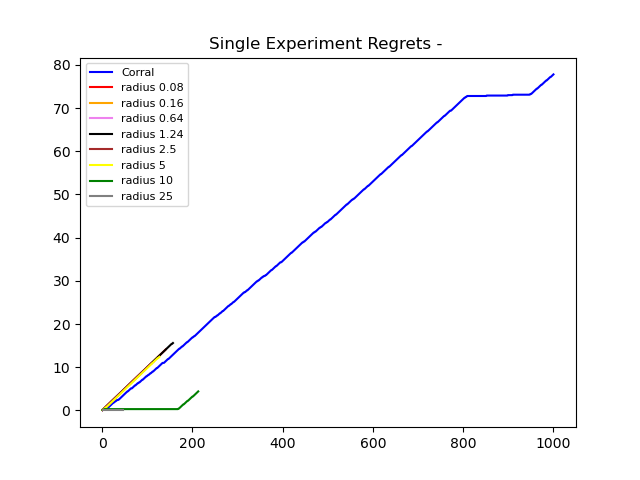 Single Experiment Regrets -
80
70
60
50
40
30
20
10
0
Corral
radius 0.08
radius 0.16
radius 0.64
radius 1.24
radius 2.5
radius 5
radius 10
radius 25
0 200 400 600 800 1000